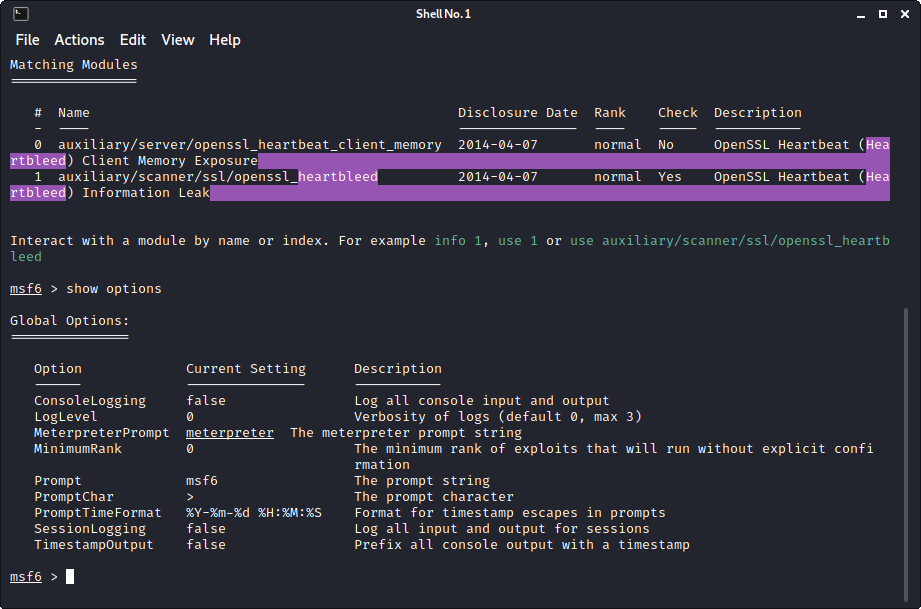 Shell No. 1
File Actions Edit View Help
Matching Modules
================
#  Name  Disclosure Date  Rank  Check  Description
-  ----  ---------------  ----  -----  -----------
0  auxiliary/server/openssl_heartbeat_client_memory  2014-04-07  normal  No  OpenSSL Heartbeat (Hea
rtbleed) Client Memory Exposure
1  auxiliary/scanner/ssl/openssl_heartbleed  2014-04-07  normal  Yes  OpenSSL Heartbeat (Hea
rtbleed) Information Leak
Interact with a module by name or index. For example info 1, use 1 or use auxiliary/scanner/ssl/openssl_heartb
leed
msf6 > show options
Global Options:
===============
Option  Current Setting  Description
------  ---------------  -----------
ConsoleLogging  false  Log all console input and output
LogLevel  0  Verbosity of logs (default 0, max 3)
MeterpreterPrompt  meterpreter  The meterpreter prompt string
MinimumRank  0  The minimum rank of exploits that will run without explicit confi
rmation
Prompt  msf6  The prompt string
PromptChar  >  The prompt character
PromptTimeFormat  %Y-%m-%d %H:%M:%S  Format for timestamp escapes in prompts
SessionLogging  false  Log all input and output for sessions
TimestampOutput  false  Prefix all console output with a timestamp
msf6 >